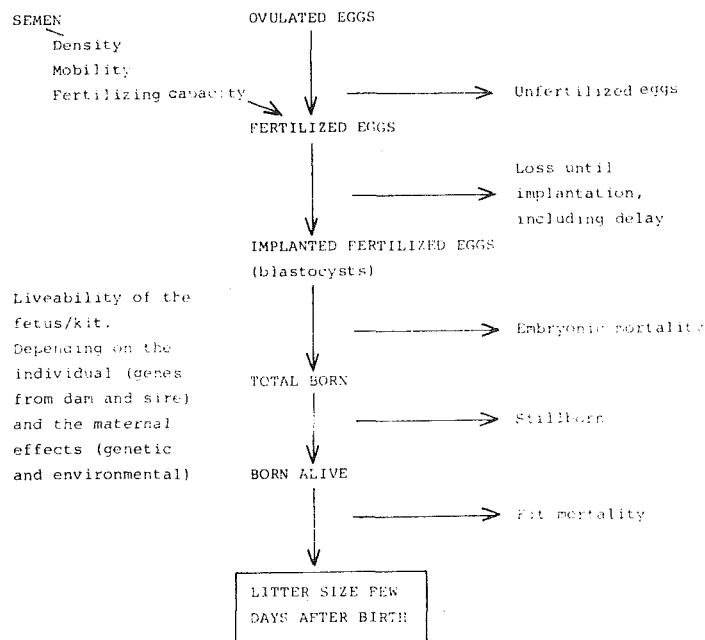 SEMEN
Density
Mobility
Fertilizing capacity
OVULATED EGGS
Unfertilized eggs
FERTILIZED EGGS
Loss until
implantation,
including delay
IMPLANTED FERTILIZED EGGS
(blastocysts)
Liveability of the
fetus/kit.
Depending on the
individual (genes
from dam and sire)
and the maternal
effects (genetic
and environmental)
Embryonic mortality
TOTAL BORN
Stillborn
BORN ALIVE
Kit mortality
LITTER SIZE FEW
DAYS AFTER BIRTH